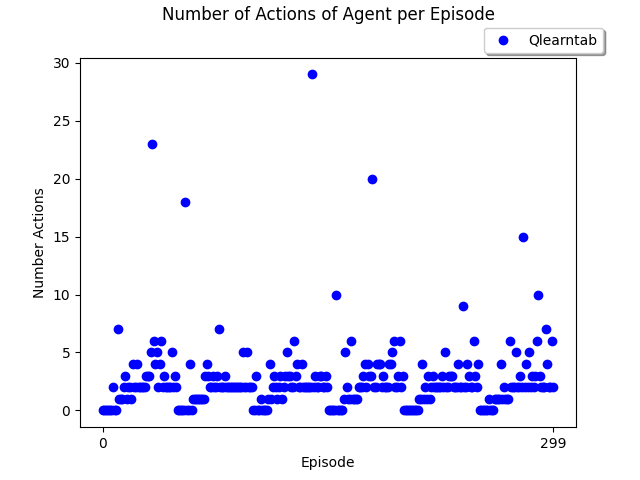 Number of Actions of Agent per Episode
Qlearntab
30
25
20
15
10
5
0
Number Actions
0 299
Episode